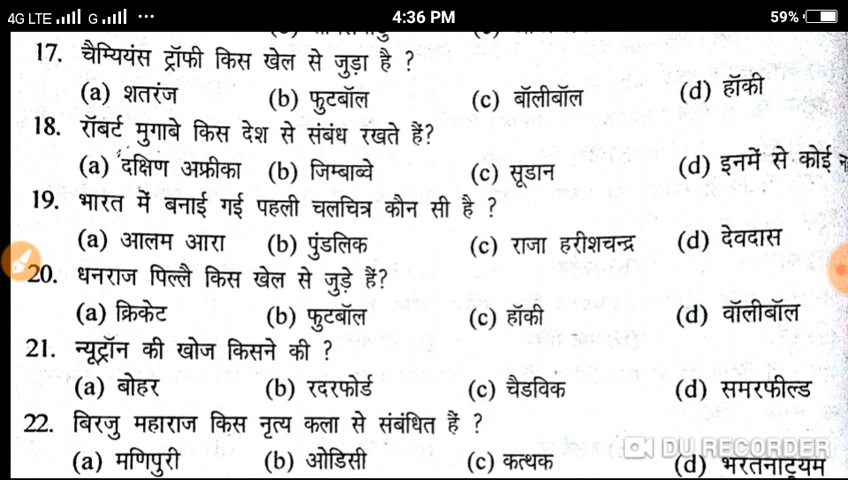 4G LTE G ... 4:36 PM 59%
17. चैम्पियंस ट्रॉफी किस खेल से जुड़ा है ?
(a) शतरंज (b) फुटबॉल (c) बॉलीबॉल (d) हॉकी
18. रॉबर्ट मुगाबे किस देश से संबंध रखते हैं?
(a) दक्षिण अफ्रीका (b) जिम्बाब्वे (c) सूडान (d) इनमें से कोई
19. भारत में बनाई गई पहली चलचित्र कौन सी है ?
(a) आलम आरा (b) पुंडलिक (c) राजा हरीशचन्द्र (d) देवदास
20. धनराज पिल्लै किस खेल से जुड़े हैं?
(a) क्रिकेट (b) फुटबॉल (c) हॉकी (d) वॉलीबॉल
21. न्यूट्रॉन की खोज किसने की ?
(a) बोहर (b) रदरफोर्ड (c) चैडविक (d) समरफील्ड
22. बिरजु महाराज किस नृत्य कला से संबंधित हैं ?
DU RECORDER
(a) मणिपुरी (b) ओडिसी (c) कत्थक (d) भरतनाट्यम